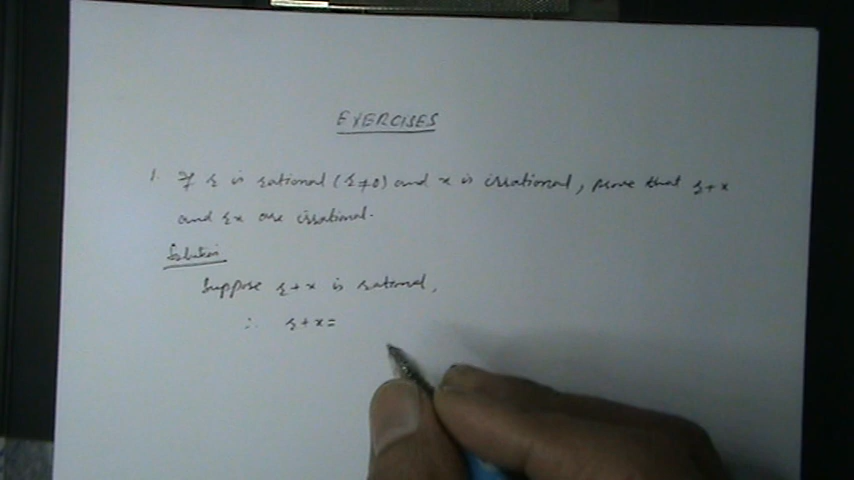 EXERCISES
1. If r is rational (r≠0) and x is irrational, prove that r+x
and rx are irrational.
Solution
Suppose r+x is rational,
∴ r+x=